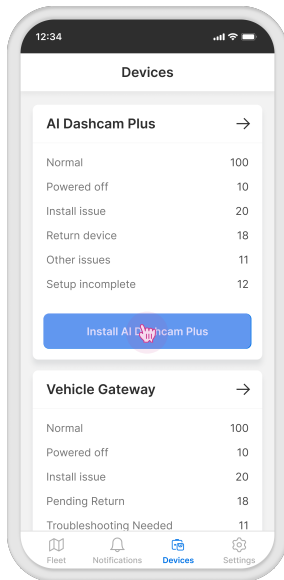 12:34
Devices
AI Dashcam Plus
Normal 100
Powered off 10
Install issue 20
Return device 18
Other issues 11
Setup incomplete 12
Install AI Dashcam Plus
Vehicle Gateway
Normal 100
Powered off 10
Install issue 20
Pending Return 18
Troubleshooting Needed 11
Fleet Notifications Devices Settings